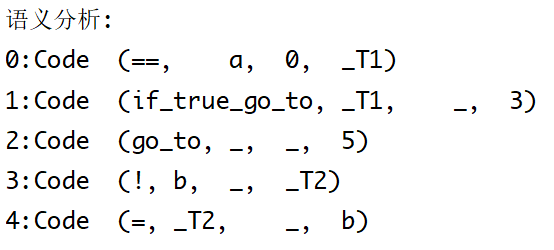 语义分析:
0:Code (==, a, 0, _T1)
1:Code (if_true_go_to, _T1, _, 3)
2:Code (go_to, _, _, 5)
3:Code (!, b, _, _T2)
4:Code (=, _T2, _, b)